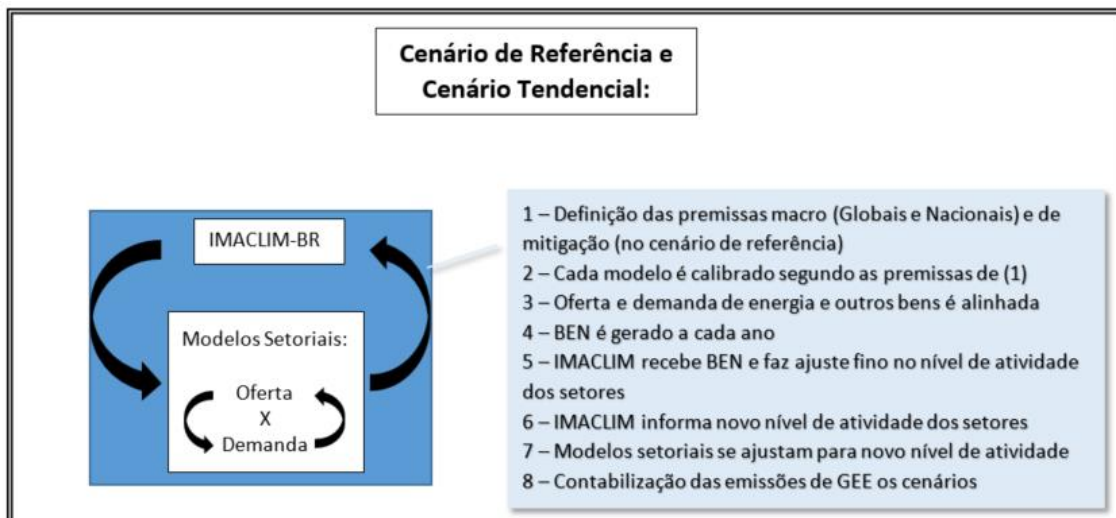 Cenário de Referência e
Cenário Tendencial:
IMACLIM-BR
Modelos Setoriais:
Oferta
X
Demanda
1 – Definição das premissas macro (Globais e Nacionais) e de
mitigação (no cenário de referência)
2 – Cada modelo é calibrado segundo as premissas de (1)
3 – Oferta e demanda de energia e outros bens é alinhada
4 – BEN é gerado a cada ano
5 – IMACLIM recebe BEN e faz ajuste fino no nível de atividade
dos setores
6 – IMACLIM informa novo nível de atividade dos setores
7 – Modelos setoriais se ajustam para novo nível de atividade
8 – Contabilização das emissões de GEE os cenários